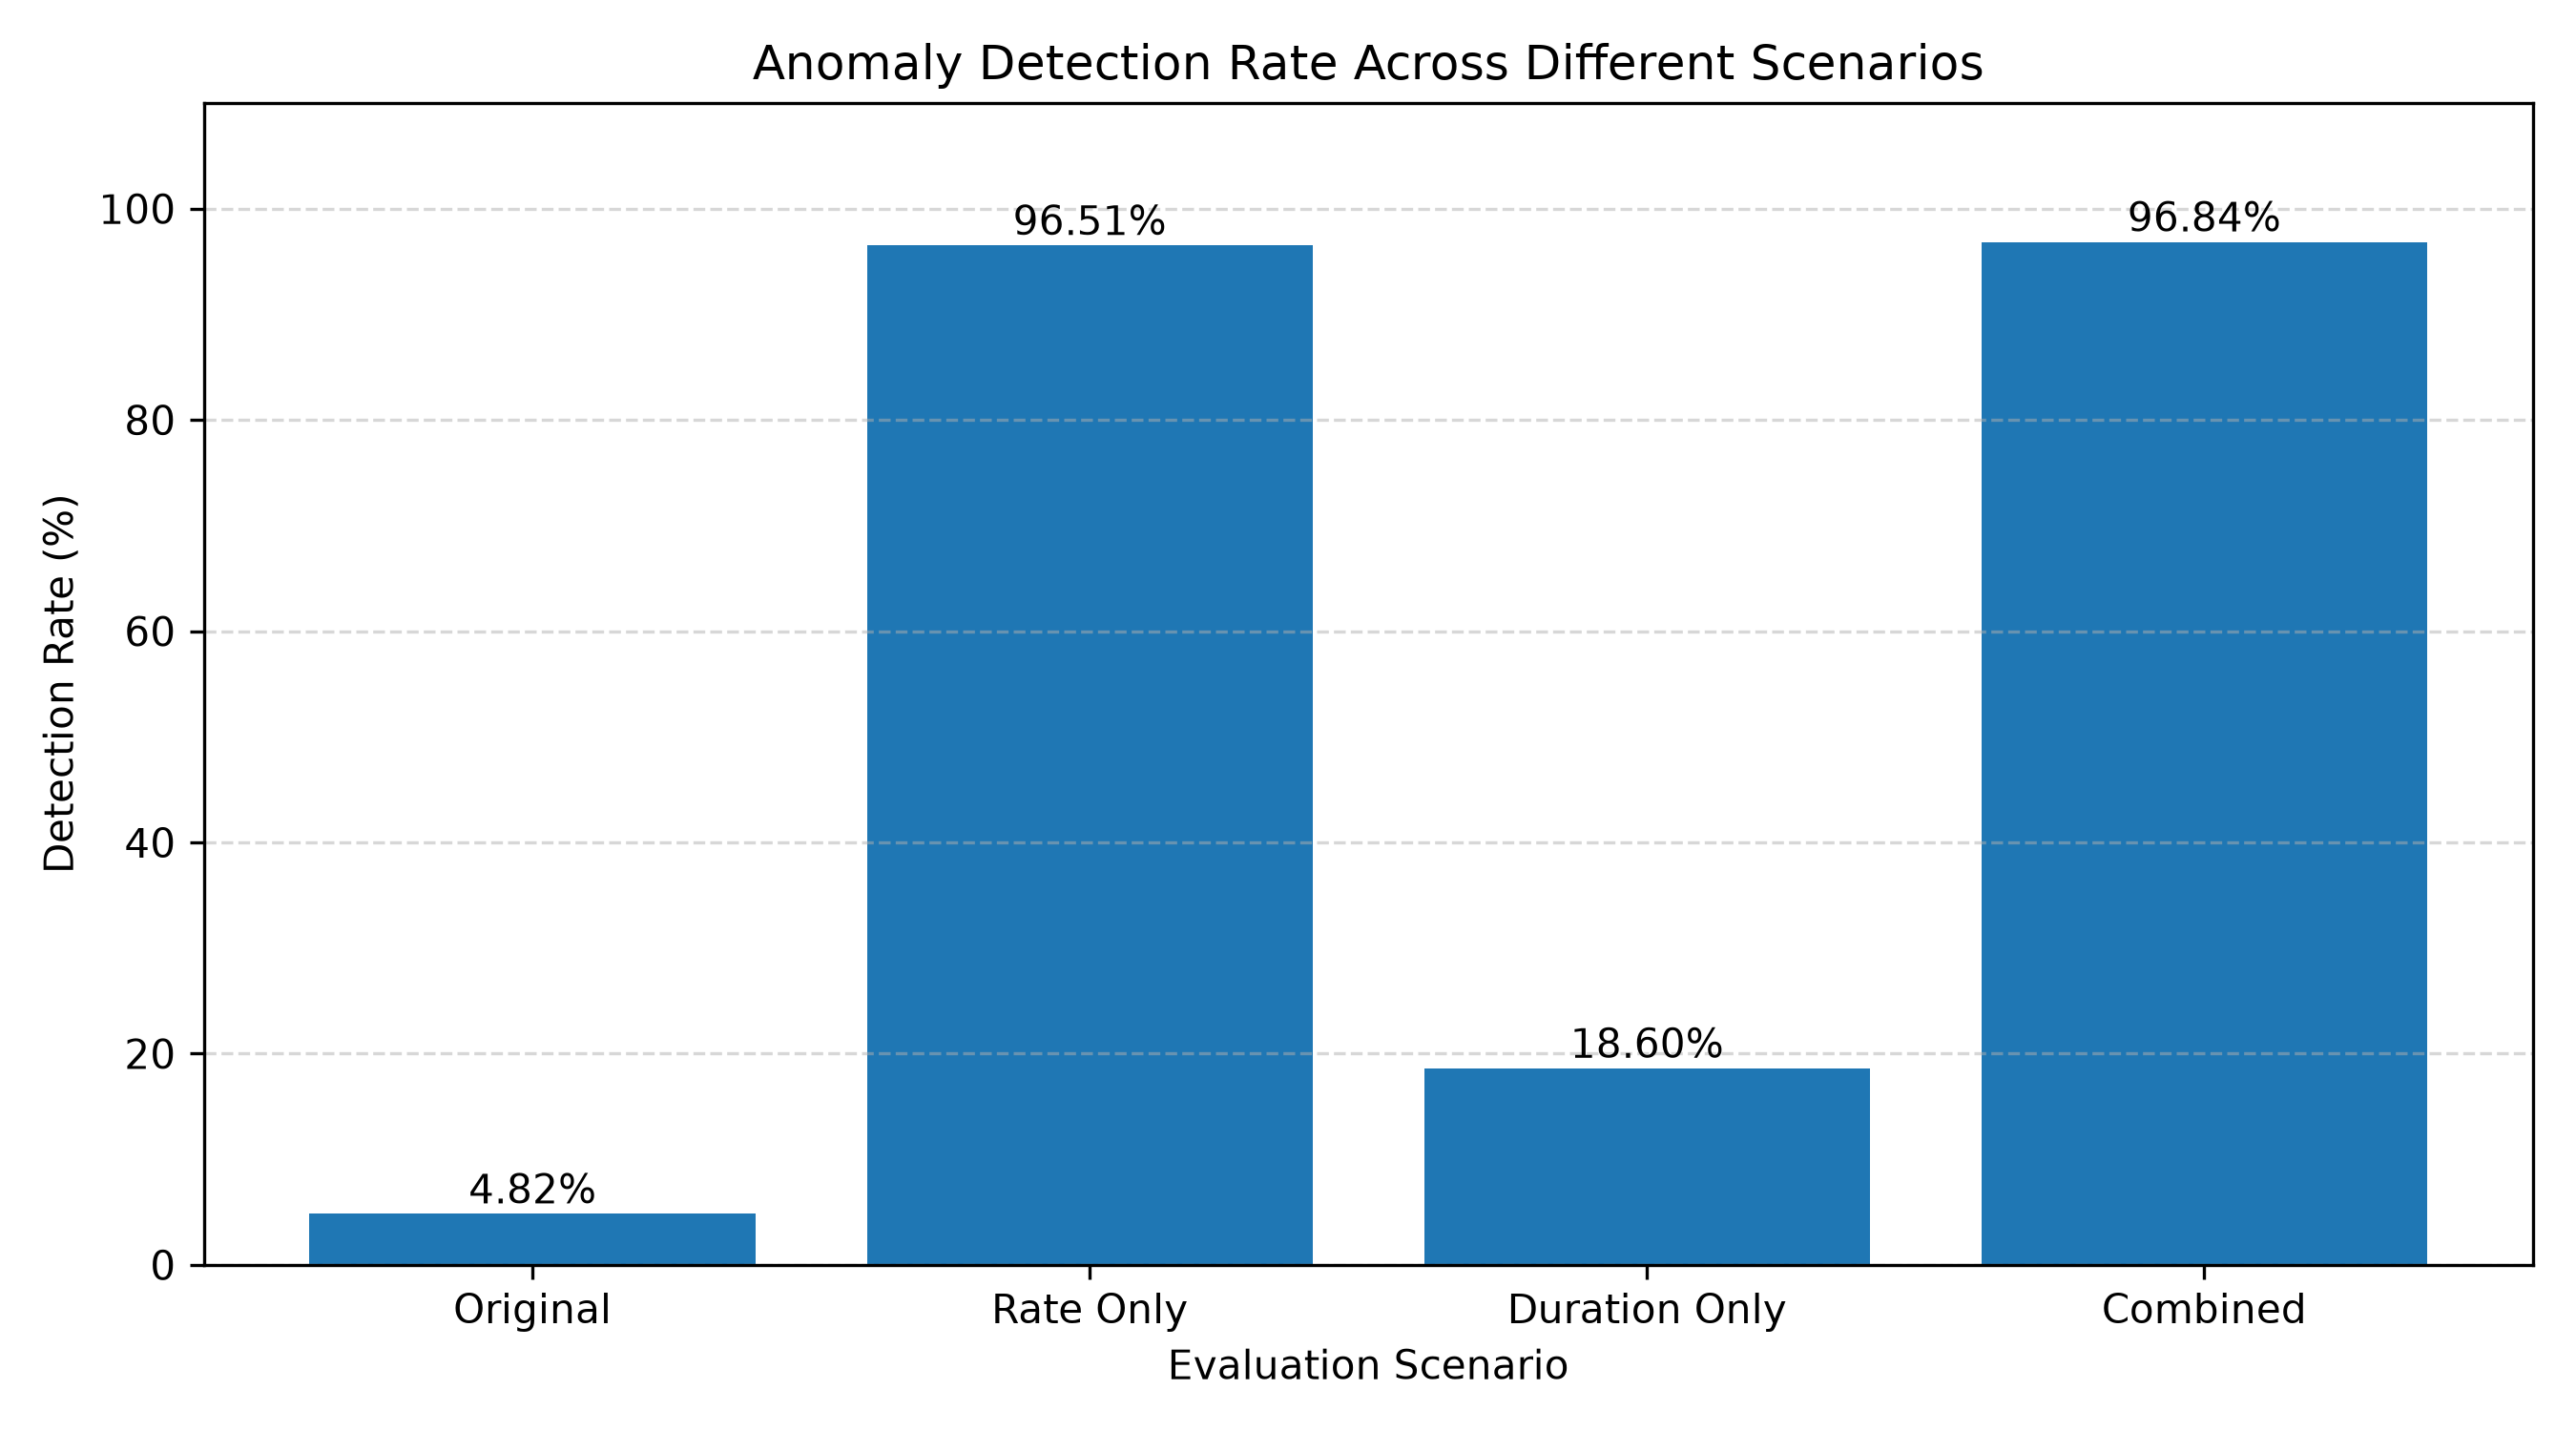 Anomaly Detection Rate Across Different Scenarios
Detection Rate (%)
100
80
60
40
20
0
4.82%
96.51%
18.60%
96.84%
Original
Rate Only
Duration Only
Combined
Evaluation Scenario